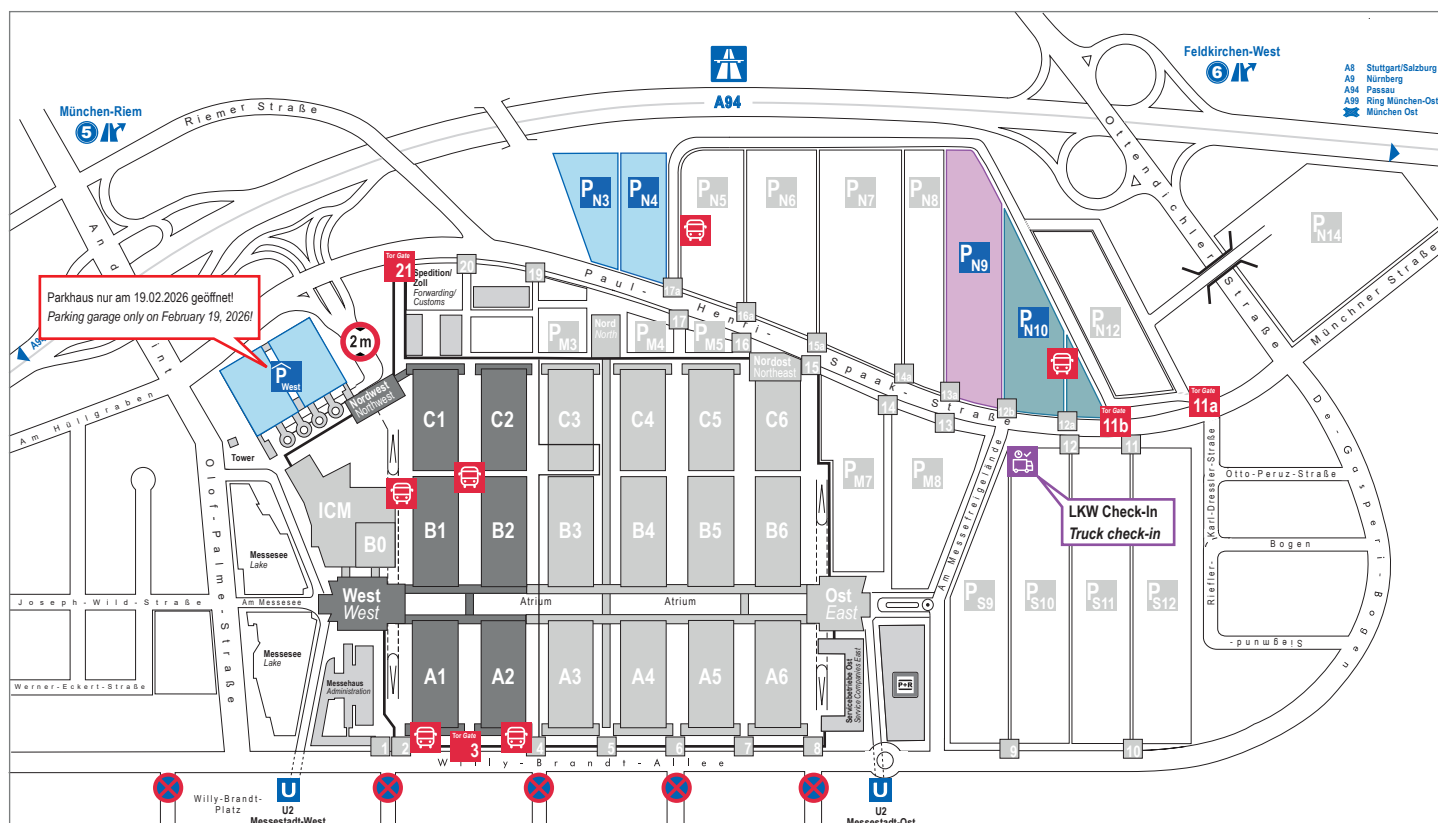 Feldkirchen-West
6
A8 Stuttgart/Salzburg
A9 Nürnberg
A94 Passau
A99 Ring München-Ost
München Ost
München-Riem
5
Riemer Straße
A94
Ottendichler Straße
P N3
P N4
P N5
P N6
P N7
P N8
P N9
P N10
P N12
P N14
Münchner Straße
Parkhaus nur am 19.02.2026 geöffnet!
Parking garage only on February 19, 2026!
P West
2 m
Tor Gate
21
Spedition/
Zoll
Forwarding/
Customs
20
19
Paul-Henri-Spaak-Straße
17a
17
16a
16
15a
15
14a
14
13a
13
12b
12a
12
11
Tor Gate
11b
Tor Gate
11a
P M3
Nord
North
P M4
P M5
Nordost
Northeast
P M7
P M8
Nordwest
Northwest
Am Hüllgraben
Tower
Olof-Palme-Straße
C1
C2
C3
C4
C5
C6
ICM
B0
B1
B2
B3
B4
B5
B6
Am Messefreigelände
LKW Check-In
Truck check-in
Riefler-
Karl-Dressler-Straße
Otto-Peruz-Straße
Bogen
Siegmund-
De-Gasperi-Bogen
Messesee
Lake
Joseph-Wild-Straße
Am Messesee
West
West
Atrium
Atrium
Ost
East
P S9
P S10
P S11
P S12
Messesee
Lake
Werner-Eckert-Straße
Messehaus
Administration
A1
A2
A3
A4
A5
A6
Servicebetriebe Ost
Service Companies East
P+R
1
2
Tor Gate
3
4
5
6
7
8
9
10
Willy-Brandt-Allee
Willy-Brandt-
Platz
U
U2
Messestadt-West
U
U2
Messestadt-Ost